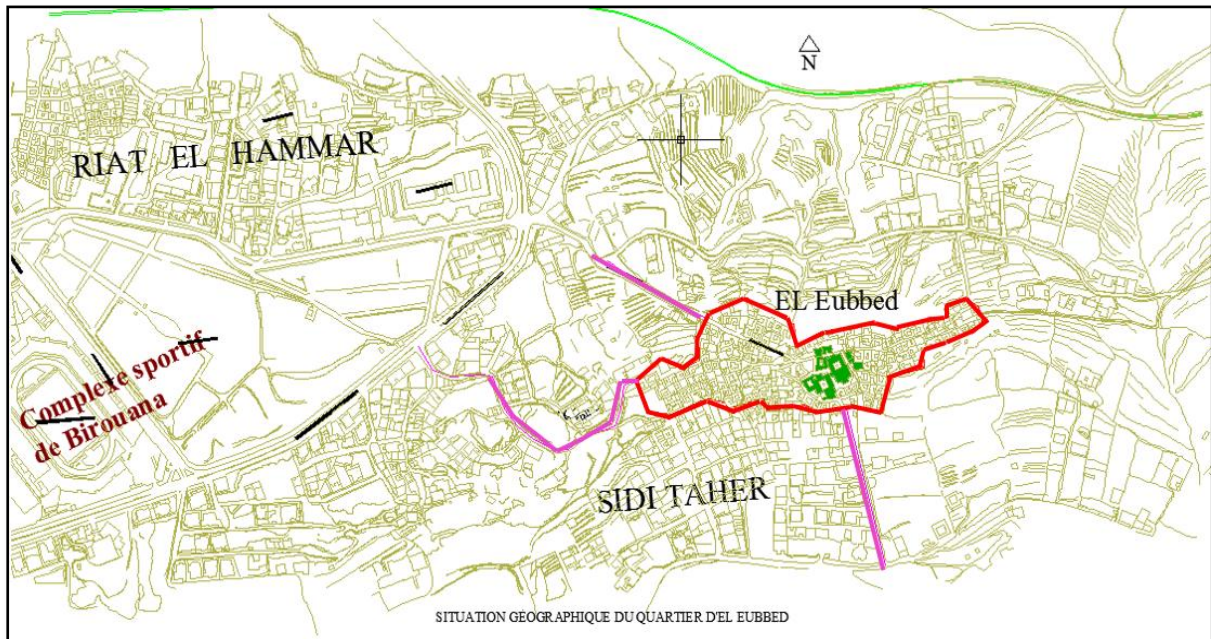 N
RIAT EL HAMMAR
EL Eubbed
Complexe sportif
de Birouana
SIDI TAHER
SITUATION GÉOGRAPHIQUE DU QUARTIER D'EL EUBBED